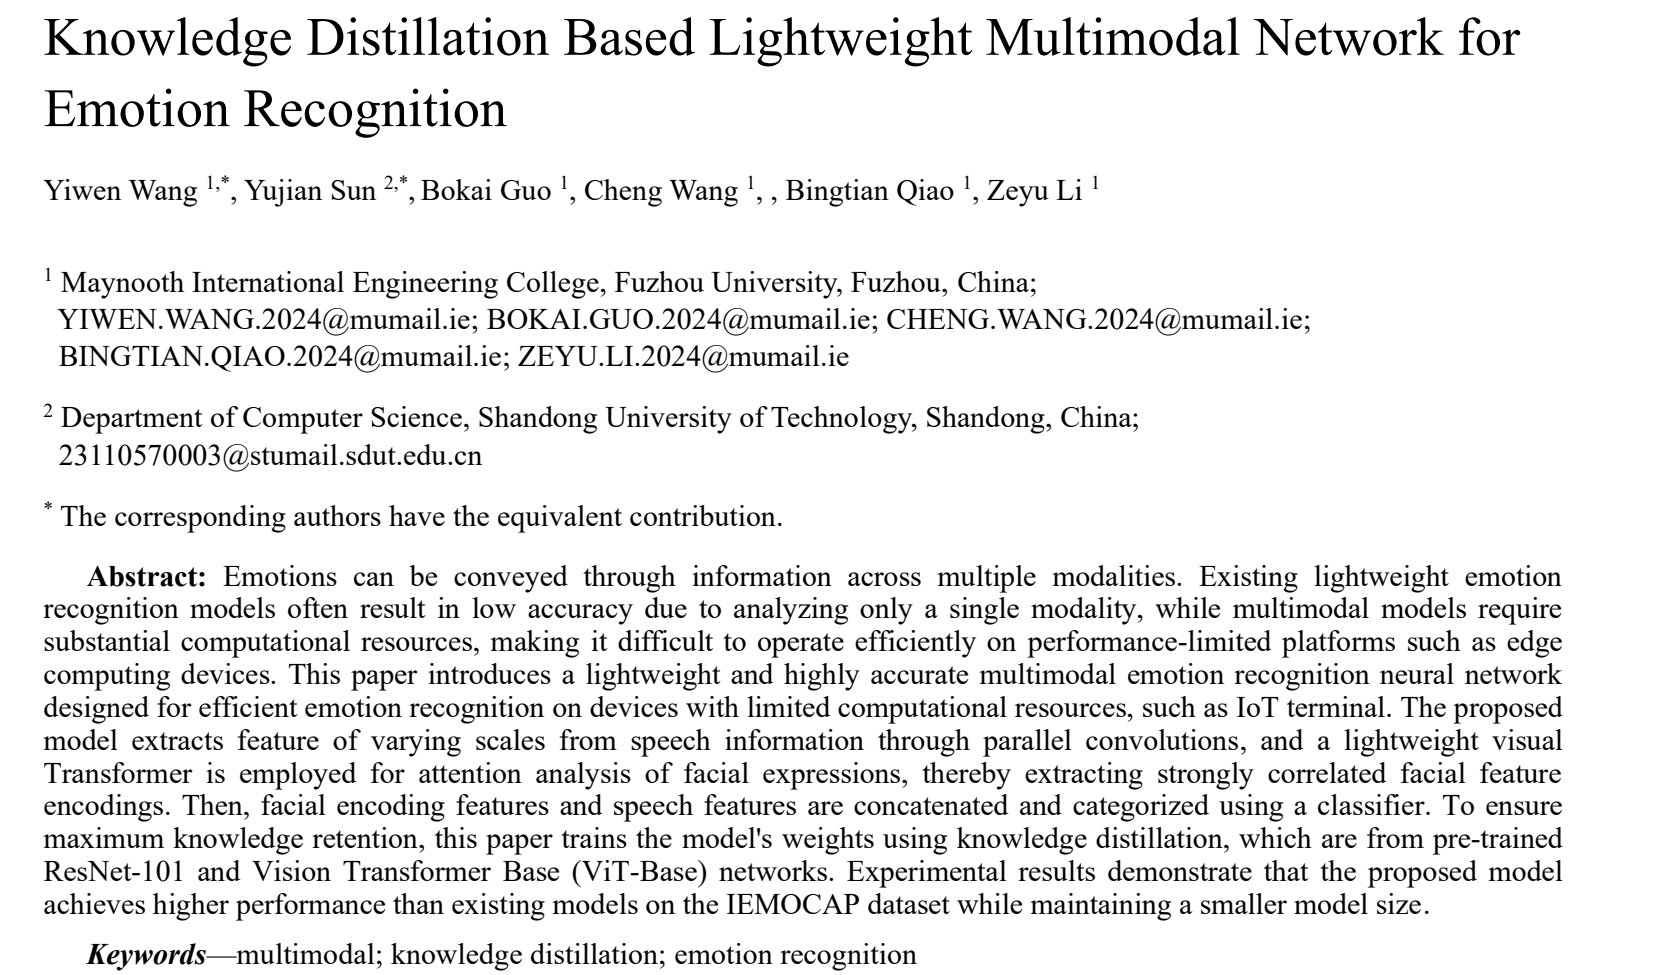 Knowledge Distillation Based Lightweight Multimodal Network for
Emotion Recognition
Yiwen Wang 1,*, Yujian Sun 2,*, Bokai Guo 1, Cheng Wang 1, , Bingtian Qiao 1, Zeyu Li 1
1 Maynooth International Engineering College, Fuzhou University, Fuzhou, China;
YIWEN.WANG.2024@mumail.ie; BOKAI.GUO.2024@mumail.ie; CHENG.WANG.2024@mumail.ie;
BINGTIAN.QIAO.2024@mumail.ie; ZEYU.LI.2024@mumail.ie
2 Department of Computer Science, Shandong University of Technology, Shandong, China;
23110570003@stumail.sdut.edu.cn
* The corresponding authors have the equivalent contribution.
Abstract: Emotions can be conveyed through information across multiple modalities. Existing lightweight emotion
recognition models often result in low accuracy due to analyzing only a single modality, while multimodal models require
substantial computational resources, making it difficult to operate efficiently on performance-limited platforms such as edge
computing devices. This paper introduces a lightweight and highly accurate multimodal emotion recognition neural network
designed for efficient emotion recognition on devices with limited computational resources, such as IoT terminal. The proposed
model extracts feature of varying scales from speech information through parallel convolutions, and a lightweight visual
Transformer is employed for attention analysis of facial expressions, thereby extracting strongly correlated facial feature
encodings. Then, facial encoding features and speech features are concatenated and categorized using a classifier. To ensure
maximum knowledge retention, this paper trains the model's weights using knowledge distillation, which are from pre-trained
ResNet-101 and Vision Transformer Base (ViT-Base) networks. Experimental results demonstrate that the proposed model
achieves higher performance than existing models on the IEMOCAP dataset while maintaining a smaller model size.
Keywords—multimodal; knowledge distillation; emotion recognition